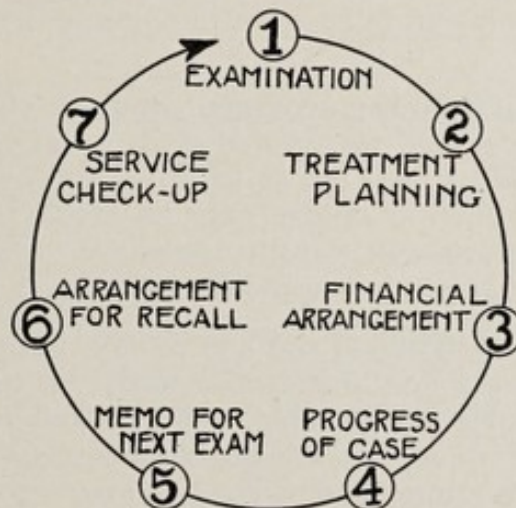 1
EXAMINATION
2
TREATMENT
PLANNING
3
FINANCIAL
ARRANGEMENT
4
PROGRESS
OF CASE
5
MEMO FOR
NEXT EXAM
6
ARRANGEMENT
FOR RECALL
7
SERVICE
CHECK-UP